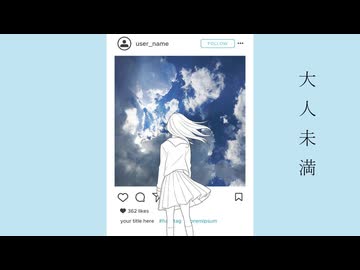 user_name
FOLLOW
大人未満
362 likes
your title here